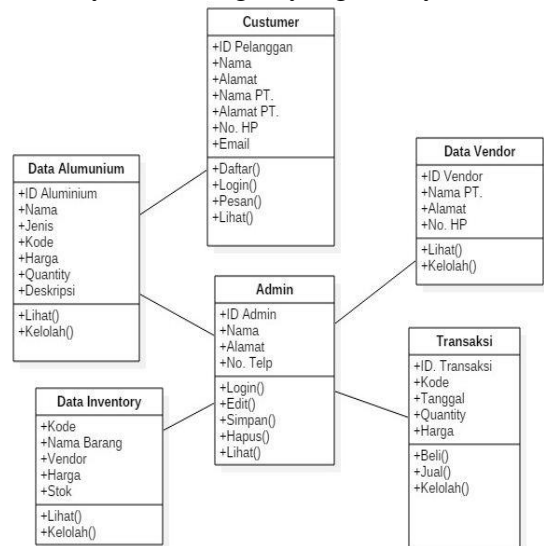 Custumer
+ID Pelanggan
+Nama
+Alamat
+Nama PT.
+Alamat PT.
+No. HP
+Email
+Daftar()
+Login()
+Pesan()
+Lihat()
Data Alumunium
+ID Aluminium
+Nama
+Jenis
+Kode
+Harga
+Quantity
+Deskripsi
+Lihat()
+Kelolah()
Data Vendor
+ID Vendor
+Nama PT.
+Alamat
+No. HP
+Lihat()
+Kelolah()
Admin
+ID Admin
+Nama
+Alamat
+No. Telp
+Login()
+Edit()
+Simpan()
+Hapus()
+Lihat()
Transaksi
+ID. Transaksi
+Kode
+Tanggal
+Quantity
+Harga
+Beli()
+Jual()
+Kelolah()
Data Inventory
+Kode
+Nama Barang
+Vendor
+Harga
+Stok
+Lihat()
+Kelolah()